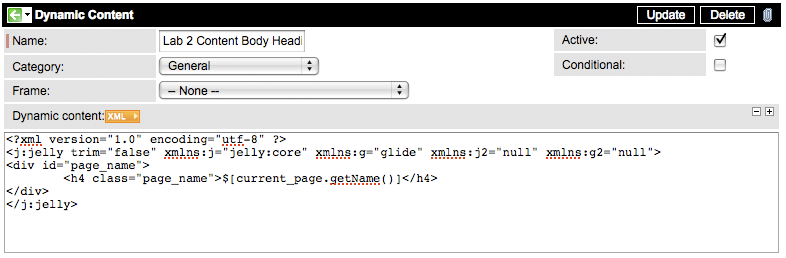 Dynamic Content
Update
Delete
Name:
Lab 2 Content Body Headi
Active:
Category:
General
Conditional:
Frame:
-- None --
Dynamic content:
XML
<?xml version="1.0" encoding="utf-8" ?>
<j:jelly trim="false" xmlns:j="jelly:core" xmlns:g="glide" xmlns:j2="null" xmlns:g2="null">
<div id="page_name">
        <h4 class="page_name">$[current_page.getName()]</h4>
</div>
</j:jelly>